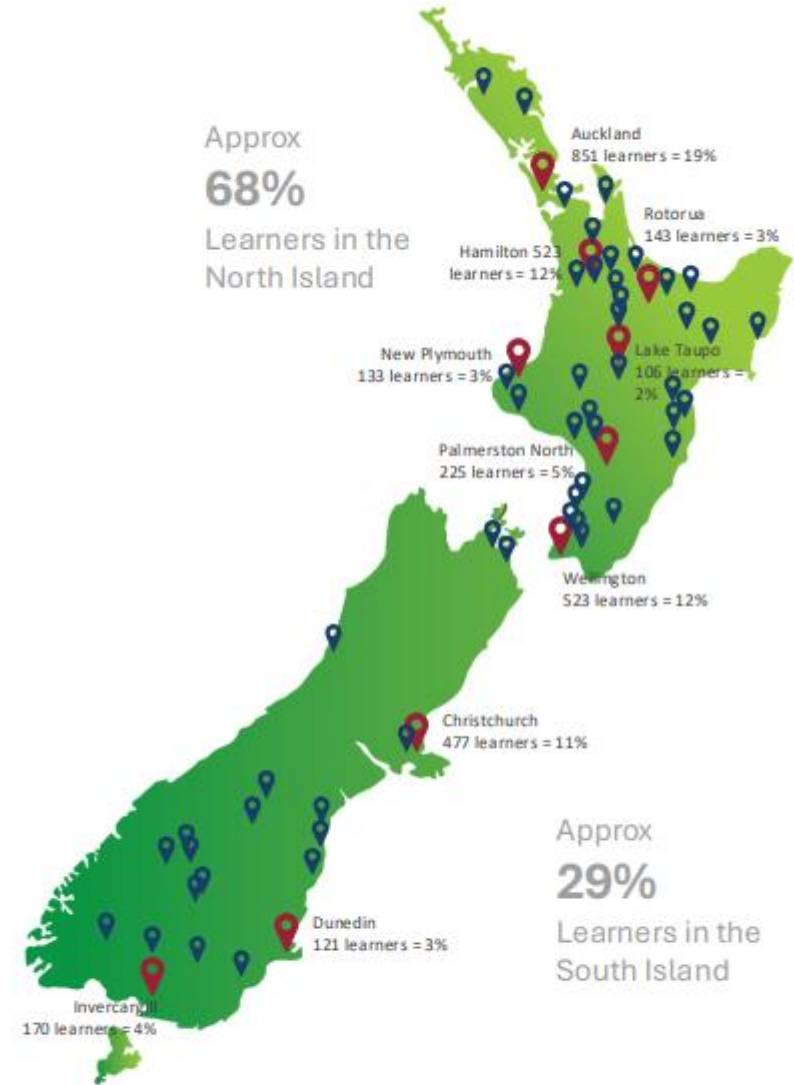 Approx
68%
Learners in the
North Island
Auckland
851 learners = 19%
Rotorua
143 learners = 3%
Hamilton 523
learners = 12%
New Plymouth
133 learners = 3%
Lake Taupo
106 learners =
2%
Palmerston North
225 learners = 5%
Wellington
523 learners = 12%
Christchurch
477 learners = 11%
Approx
29%
Learners in the
South Island
Dunedin
121 learners = 3%
Invercargill
170 learners = 4%